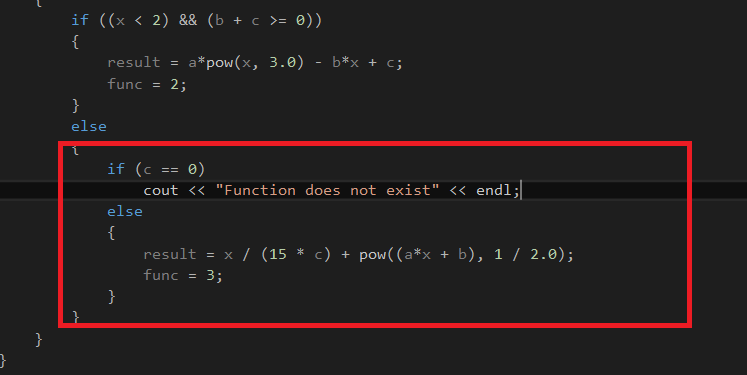 {
if ((x < 2) && (b + c >= 0))
{
result = a*pow(x, 3.0) - b*x + c;
func = 2;
}
else
{
if (c == 0)
cout << "Function does not exist" << endl;
else
{
result = x / (15 * c) + pow((a*x + b), 1 / 2.0);
func = 3;
}
}
}
}